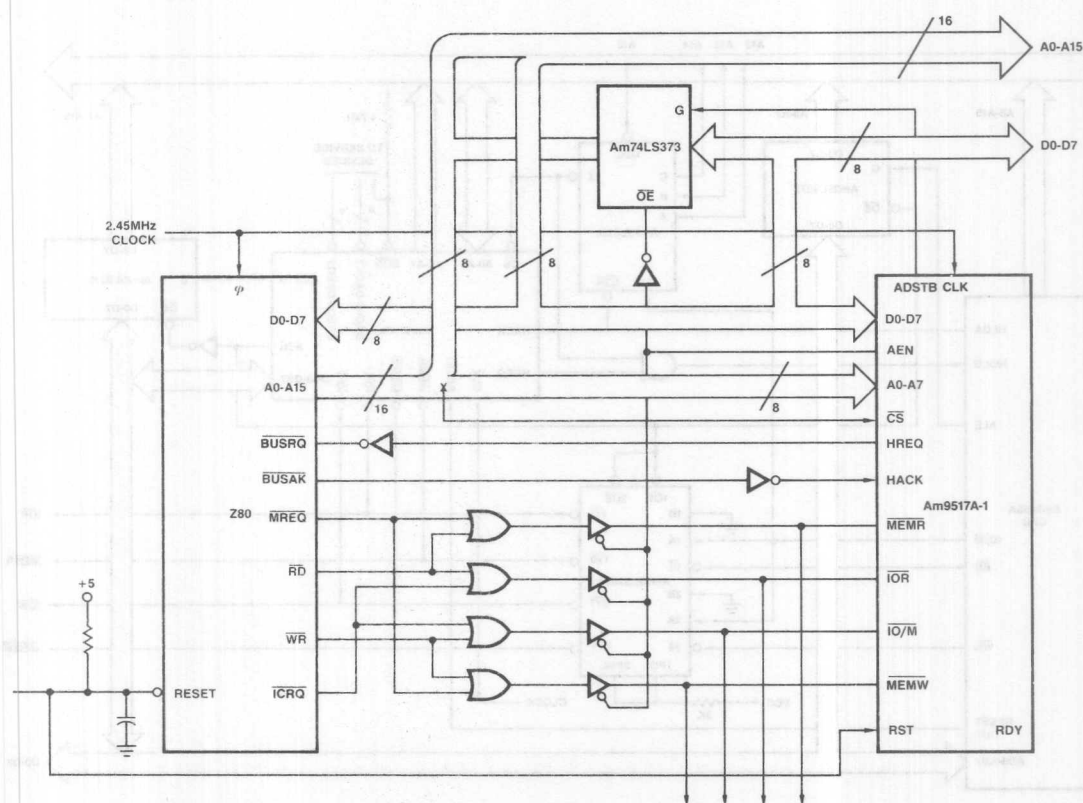 16
A0-A15
G
Am74LS373
8
D0-D7
OE
2.45MHz
CLOCK
8
8
8
φ
ADSTB CLK
D0-D7
8
D0-D7
AEN
A0-A15
16
8
A0-A7
CS
BUSRQ
HREQ
BUSAK
HACK
Z80
Am9517A-1
MREQ
MEMR
RD
IOR
+5
WR
IO/M
RESET
ICRQ
MEMW
RST
RDY